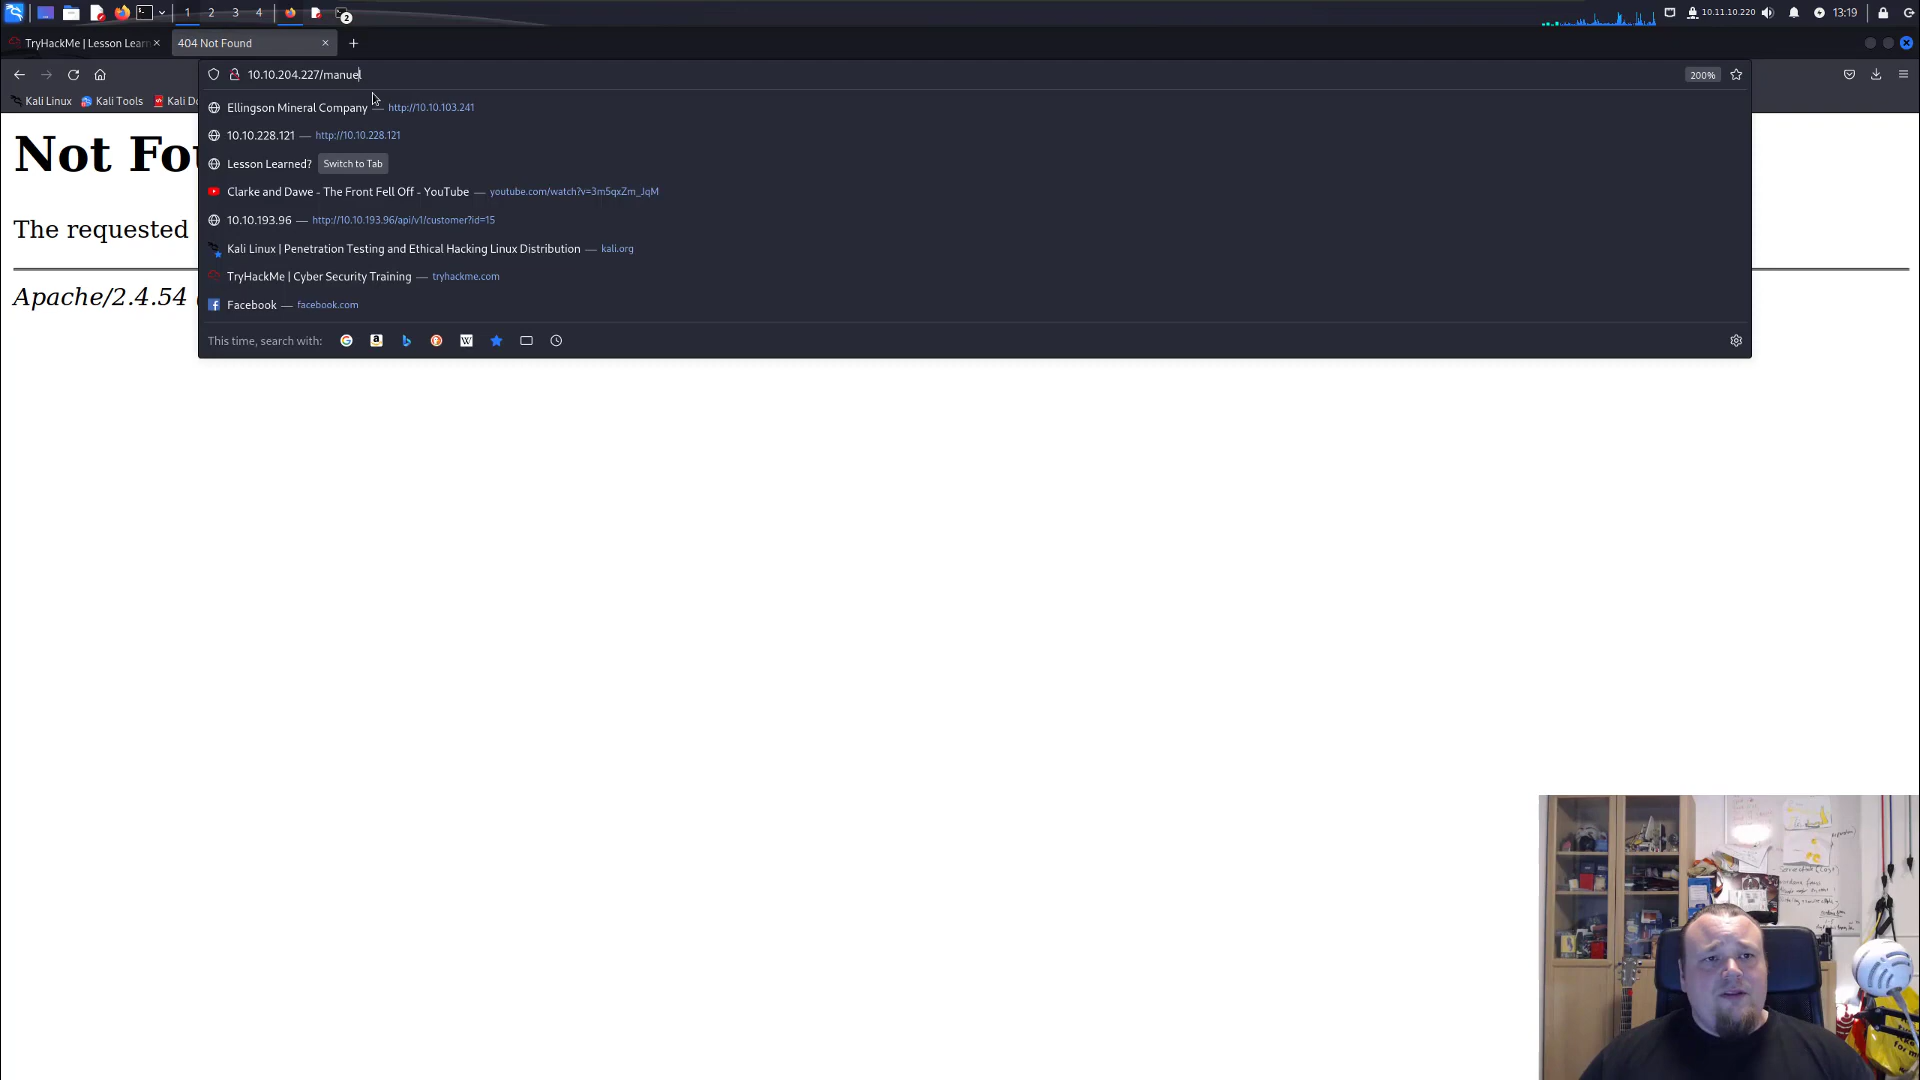 1 2 3 4 2 10.11.10.220 13:19
TryHackMe | Lesson Learn 404 Not Found
10.10.204.227/manuel 200%
Kali Linux Kali Tools Kali Do
Ellingson Mineral Company — http://10.10.103.241
10.10.228.121 — http://10.10.228.121
Lesson Learned? Switch to Tab
Clarke and Dawe - The Front Fell Off - YouTube — youtube.com/watch?v=3m5qxZm_JqM
10.10.193.96 — http://10.10.193.96/api/v1/customer?id=15
Kali Linux | Penetration Testing and Ethical Hacking Linux Distribution — kali.org
TryHackMe | Cyber Security Training — tryhackme.com
Facebook — facebook.com
This time, search with:
Not Fou
The requested
Apache/2.4.54 (